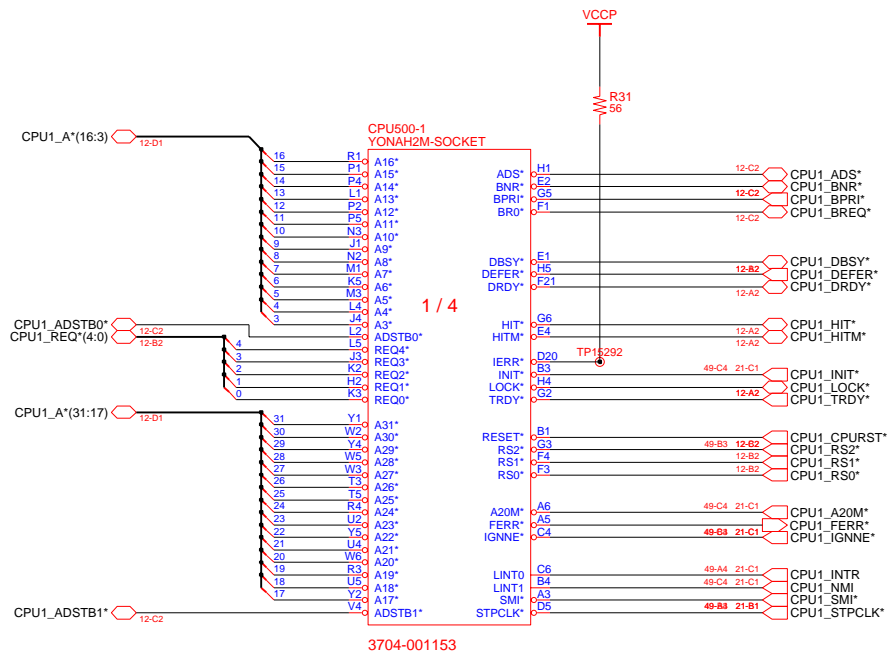 VCCP
R31
56
CPU500-1
YONAH2M-SOCKET
CPU1_A*(16:3)
12-D1
16 R1 A16*
15 P1 A15*
14 P4 A14*
13 L1 A13*
12 P2 A12*
11 P5 A11*
10 N3 A10*
9 J1 A9*
8 N2 A8*
7 M1 A7*
6 K5 A6*
5 M3 A5*
4 L4 A4*
3 J4 A3*
CPU1_ADSTB0*
12-C2
L2 ADSTB0*
CPU1_REQ*(4:0)
12-B2
4 L5 REQ4*
3 J3 REQ3*
2 K2 REQ2*
1 H2 REQ1*
0 K3 REQ0*
CPU1_A*(31:17)
12-D1
31 Y1 A31*
30 W2 A30*
29 Y4 A29*
28 W5 A28*
27 W3 A27*
26 T3 A26*
25 T5 A25*
24 R4 A24*
23 U2 A23*
22 Y5 A22*
21 U4 A21*
20 W6 A20*
19 R3 A19*
18 U5 A18*
17 Y2 A17*
CPU1_ADSTB1*
12-C2
V4 ADSTB1*
1 / 4
ADS* H1 12-C2 CPU1_ADS*
BNR* E2 CPU1_BNR*
BPRI* G5 12-C2 CPU1_BPRI*
BR0* F1 12-C2 CPU1_BREQ*
DBSY* E1 CPU1_DBSY*
DEFER* H5 CPU1_DEFER*
DRDY* F21 12-A2 CPU1_DRDY*
HIT* G6 CPU1_HIT*
HITM* E4 12-A2 12-A2 CPU1_HITM*
IERR* D20 TP15292
INIT* B3 49-C4 21-C1 CPU1_INIT*
LOCK* H4 CPU1_LOCK*
TRDY* G2 12-A2 CPU1_TRDY*
RESET* B1 CPU1_CPURST*
RS2* G3 49-B3 CPU1_RS2*
RS1* F4 12-B2 CPU1_RS1*
RS0* F3 12-B2 CPU1_RS0*
A20M* A6 49-C4 21-C1 CPU1_A20M*
FERR* A5 CPU1_FERR*
IGNNE* C4 21-C1 CPU1_IGNNE*
LINT0 C6 49-A4 21-C1 CPU1_INTR
LINT1 B4 49-C4 21-C1 CPU1_NMI
SMI* A3 CPU1_SMI*
STPCLK* D5 21-B1 CPU1_STPCLK*
3704-001153